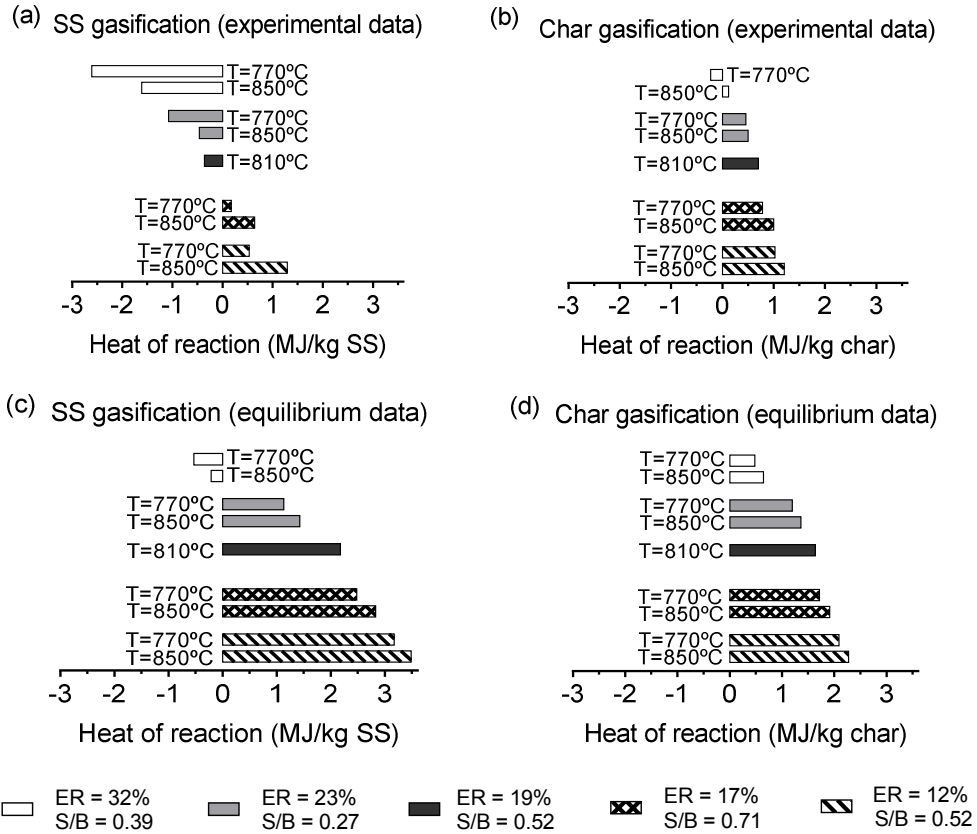 (a) SS gasification (experimental data)
T=770ºC
T=850ºC
T=770ºC
T=850ºC
T=810ºC
T=770ºC
T=850ºC
T=770ºC
T=850ºC
-3 -2 -1 0 1 2 3
Heat of reaction (MJ/kg SS)
(b) Char gasification (experimental data)
T=770ºC
T=850ºC
T=770ºC
T=850ºC
T=810ºC
T=770ºC
T=850ºC
T=770ºC
T=850ºC
-3 -2 -1 0 1 2 3
Heat of reaction (MJ/kg char)
(c) SS gasification (equilibrium data)
T=770ºC
T=850ºC
T=770ºC
T=850ºC
T=810ºC
T=770ºC
T=850ºC
T=770ºC
T=850ºC
-3 -2 -1 0 1 2 3
Heat of reaction (MJ/kg SS)
(d) Char gasification (equilibrium data)
T=770ºC
T=850ºC
T=770ºC
T=850ºC
T=810ºC
T=770ºC
T=850ºC
T=770ºC
T=850ºC
-3 -2 -1 0 1 2 3
Heat of reaction (MJ/kg char)
ER = 32%
S/B = 0.39
ER = 23%
S/B = 0.27
ER = 19%
S/B = 0.52
ER = 17%
S/B = 0.71
ER = 12%
S/B = 0.52